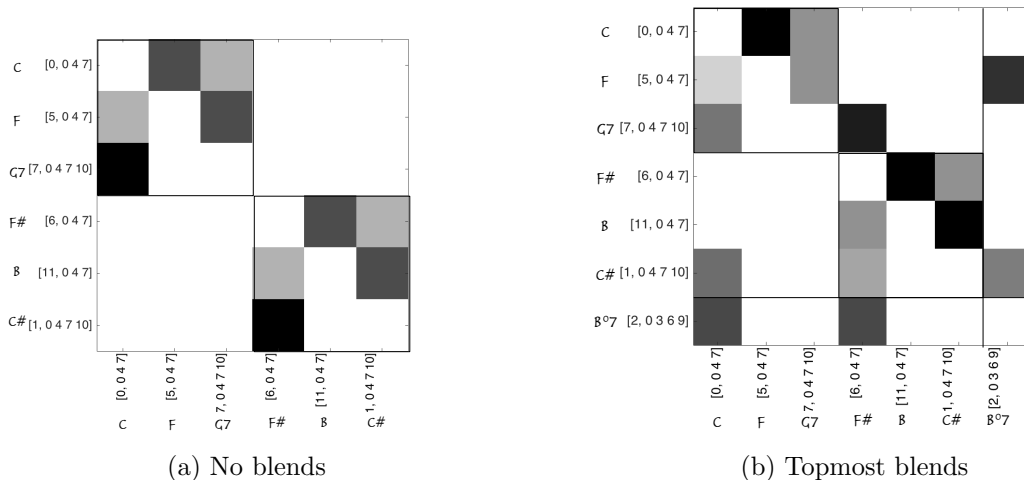 C [0, 0 4 7]
F [5, 0 4 7]
G7 [7, 0 4 7 10]
F# [6, 0 4 7]
B [11, 0 4 7]
C# [1, 0 4 7 10]
[0, 0 4 7] [5, 0 4 7] 7, 0 4 7 10] [6, 0 4 7] [11, 0 4 7] 1, 0 4 7 10]
C F G7 F# B C#
(a) No blends
C [0, 0 4 7]
F [5, 0 4 7]
G7 [7, 0 4 7 10]
F# [6, 0 4 7]
B [11, 0 4 7]
C# [1, 0 4 7 10]
Bo7 [2, 0 3 6 9]
[0, 0 4 7] [5, 0 4 7] 7, 0 4 7 10] [6, 0 4 7] [11, 0 4 7] 1, 0 4 7 10] [2, 0 3 6 9]
C F G7 F# B C# Bo7
(b) Topmost blends